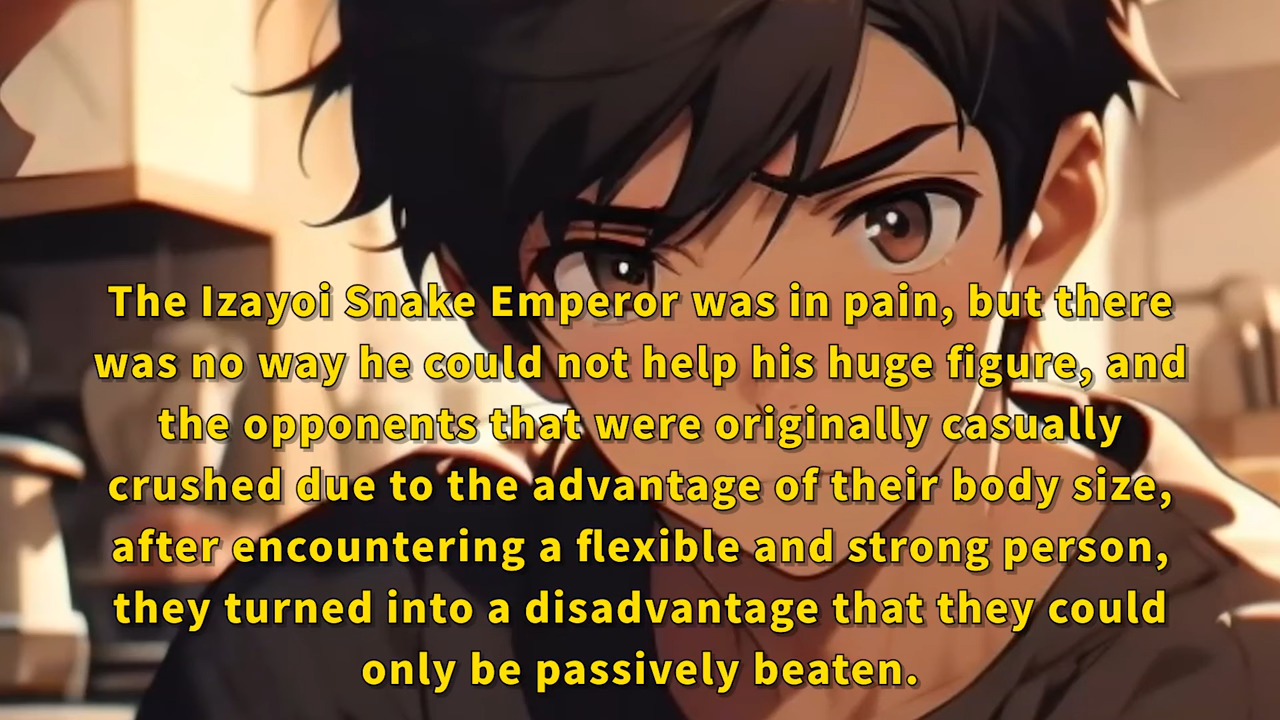 The Izayoi Snake Emperor was in pain, but there
was no way he could not help his huge figure, and
the opponents that were originally casually
crushed due to the advantage of their body size,
after encountering a flexible and strong person,
they turned into a disadvantage that they could
only be passively beaten.